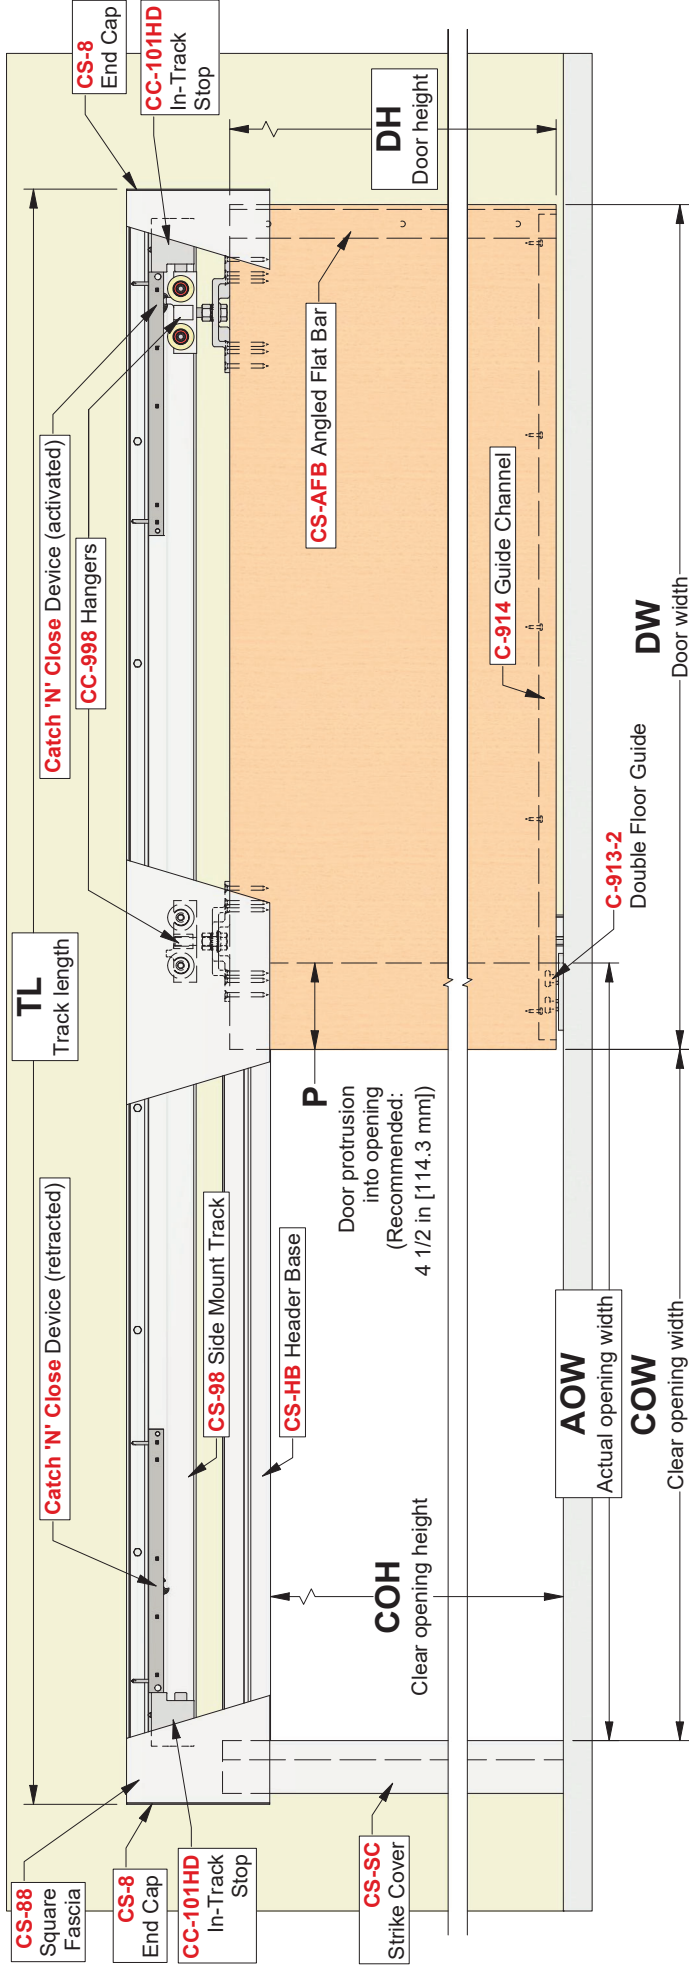 CS-88
Square
Fascia
CS-8
End Cap
CC-101HD
In-Track
Stop
CS-SC
Strike Cover
Catch 'N' Close Device (retracted)
CS-98 Side Mount Track
CS-HB Header Base
COH
Clear opening height
TL
Track length
P
Door protrusion
into opening
(Recommended:
4 1/2 in [114.3 mm])
AOW
Actual opening width
COW
Clear opening width
Catch 'N' Close Device (activated)
CC-998 Hangers
CS-AFB Angled Flat Bar
C-914 Guide Channel
C-913-2
Double Floor Guide
DW
Door width
CS-8
End Cap
CC-101HD
In-Track
Stop
DH
Door height